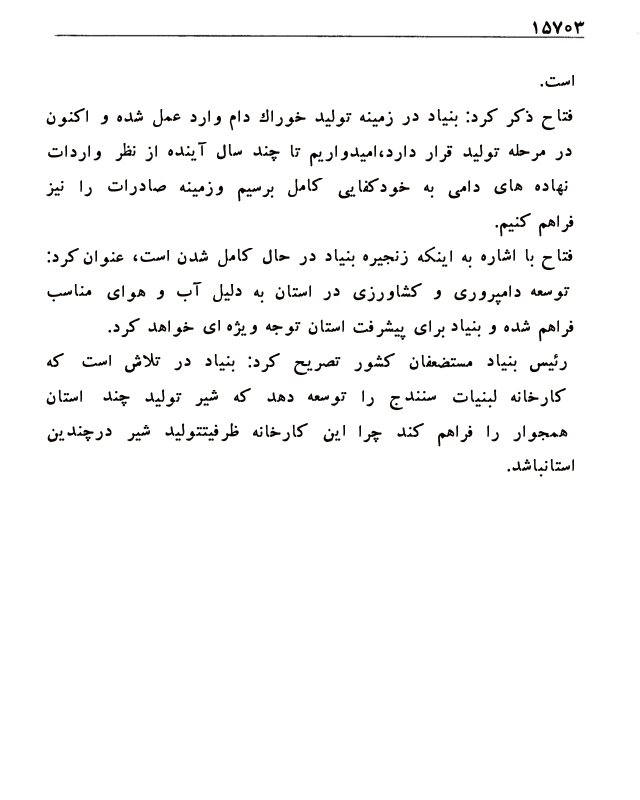 ۱۵۷۰۳
است.
فتاح ذکر کرد: بنیاد در زمینه تولید خوراك دام وارد عمل شده و اکنون
در مرحله تولید قرار دارد،امیدواریم تا چند سال آینده از نظر واردات
نهاده های دامی به خودکفایی کامل برسیم وزمینه صادرات را نیز
فراهم کنیم.
فتاح با اشاره به اینکه زنجیره بنیاد در حال کامل شدن است، عنوان کرد:
توسعه دامپروری و کشاورزی در استان به دلیل آب و هوای مناسب
فراهم شده و بنیاد برای پیشرفت استان توجه ویژه ای خواهد کرد.
رئیس بنیاد مستضعفان کشور تصریح کرد: بنیاد در تلاش است که
کارخانه لبنیات سنندج را توسعه دهد که شیر تولید چند استان
همجوار را فراهم کند چرا این کارخانه ظرفیتتولید شیر درچندین
استانباشد.